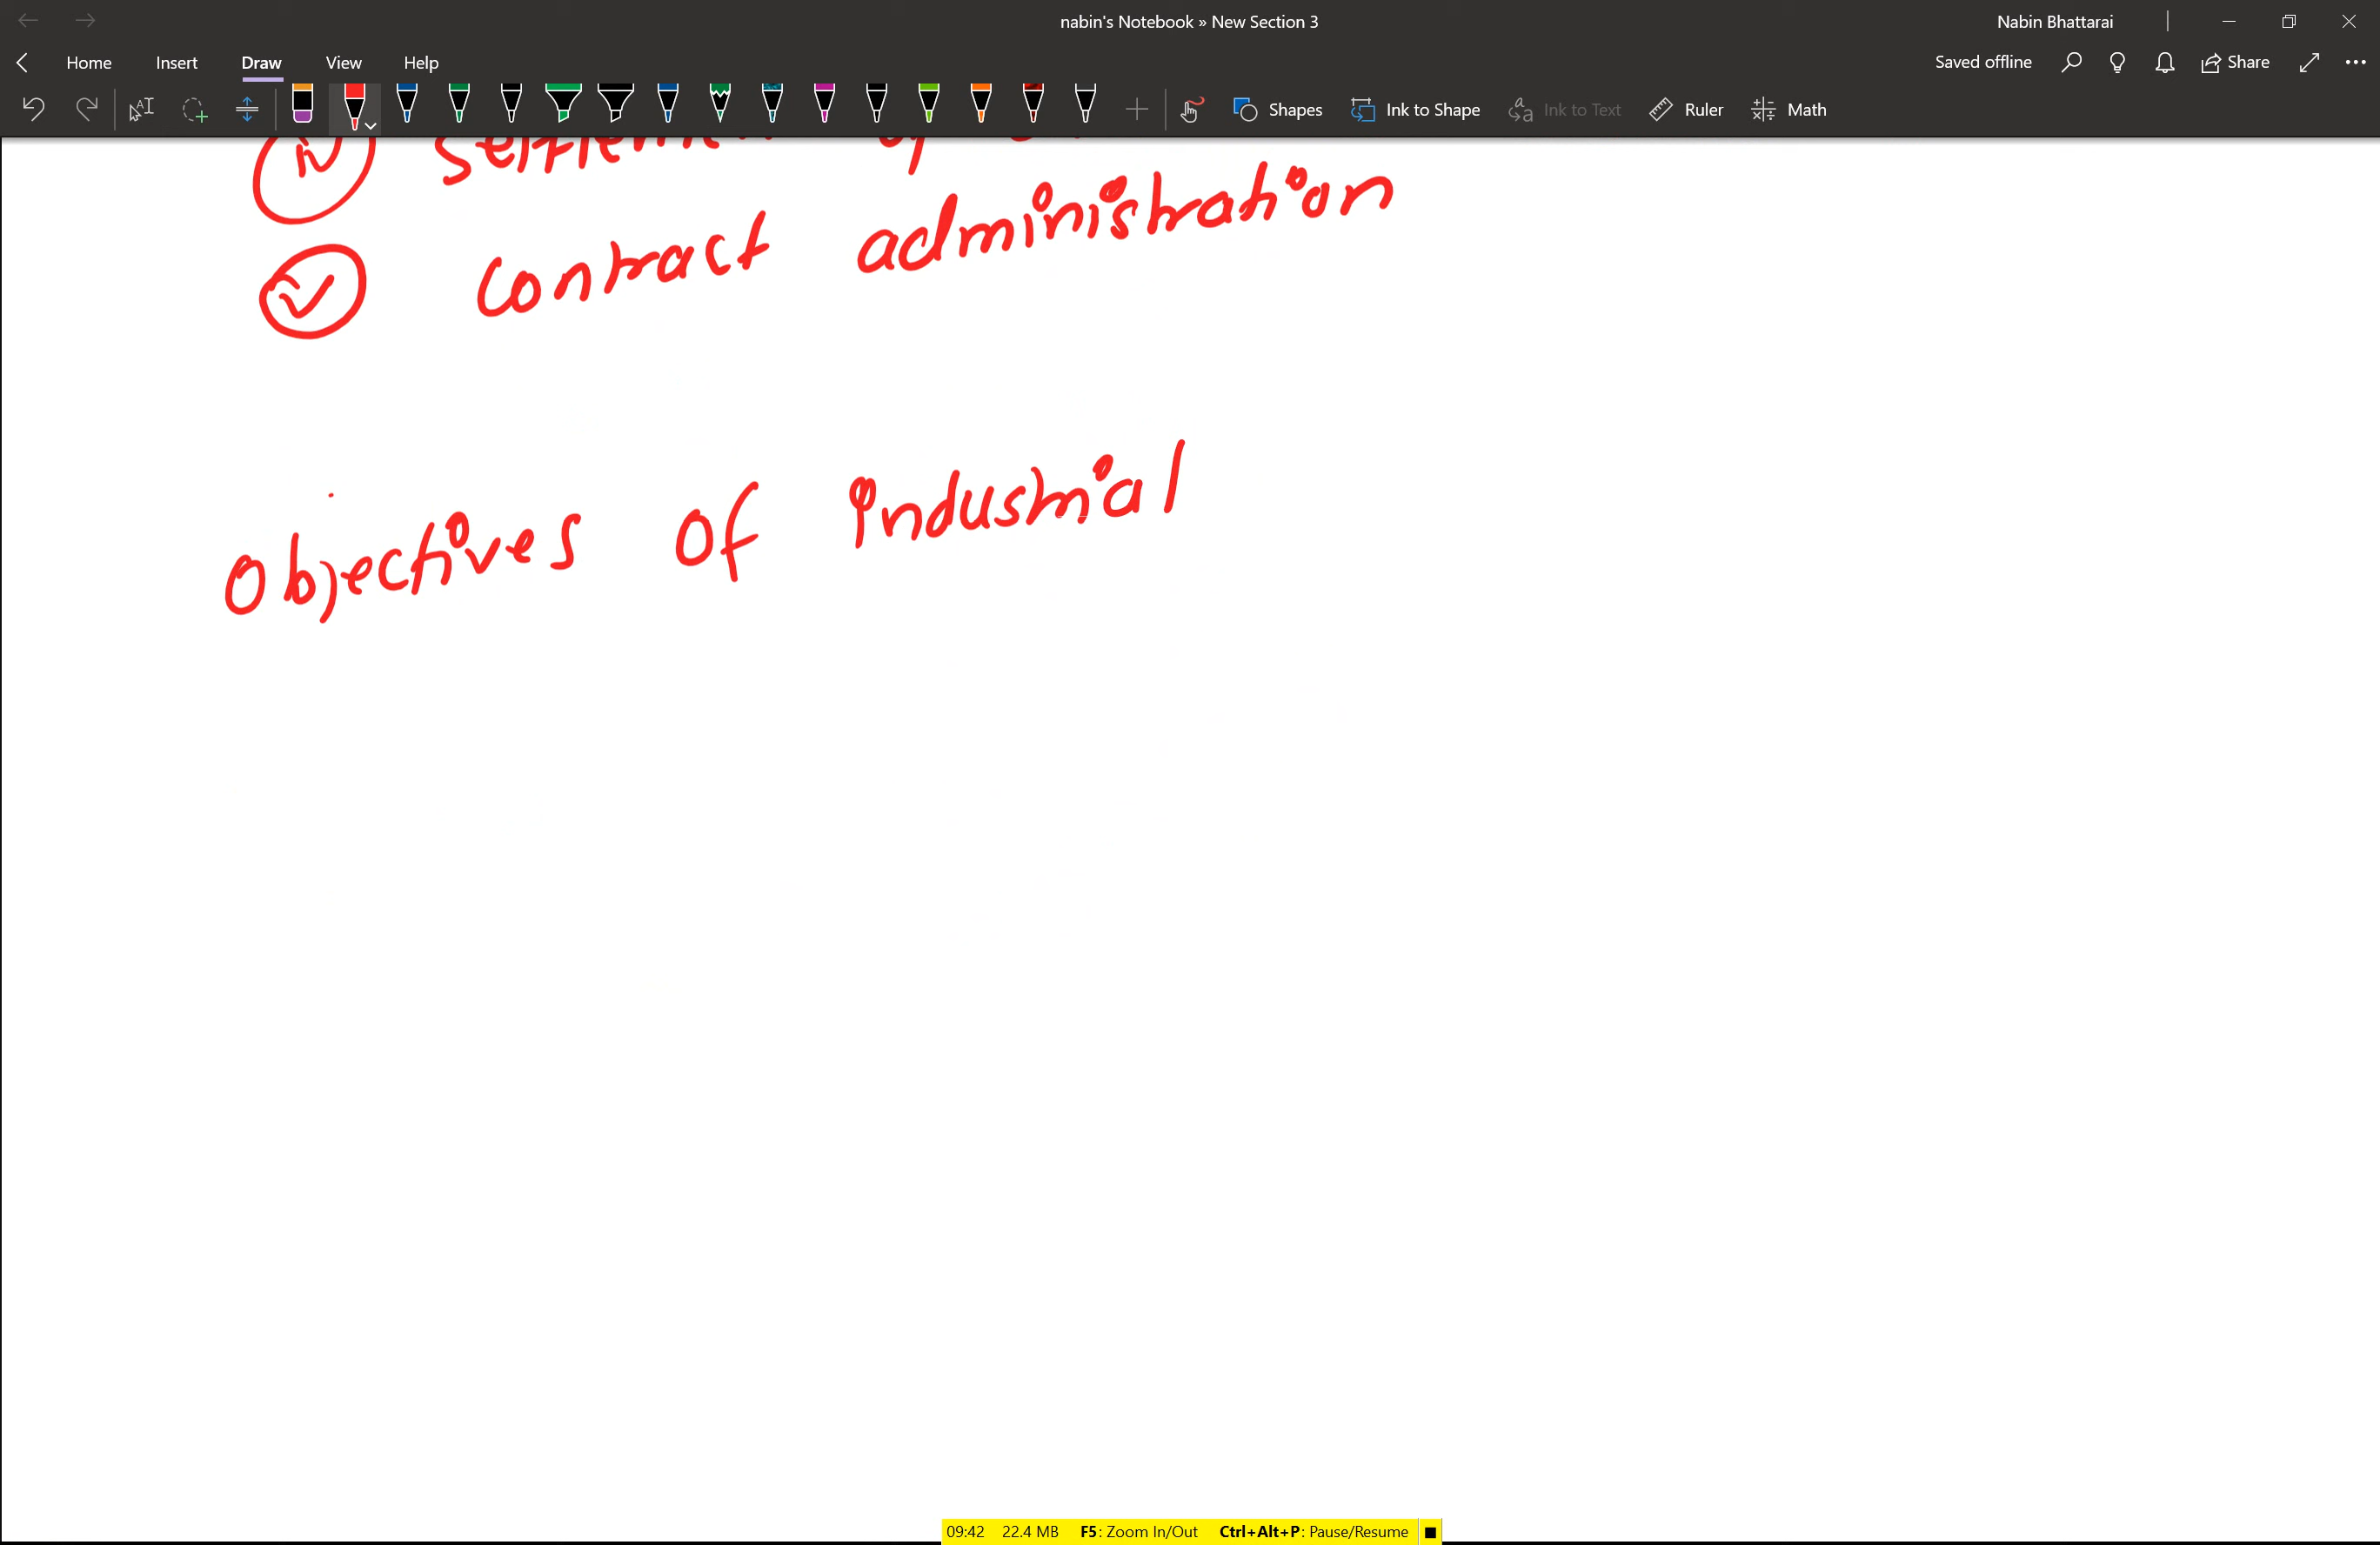 nabin's Notebook » New Section 3
Nabin Bhattarai
Home Insert Draw View Help
Saved offline
Share
Shapes Ink to Shape Ink to Text Ruler Math
iv
v contract administration
Objectives of industrial
09:42 22.4 MB F5: Zoom In/Out Ctrl+Alt+P: Pause/Resume